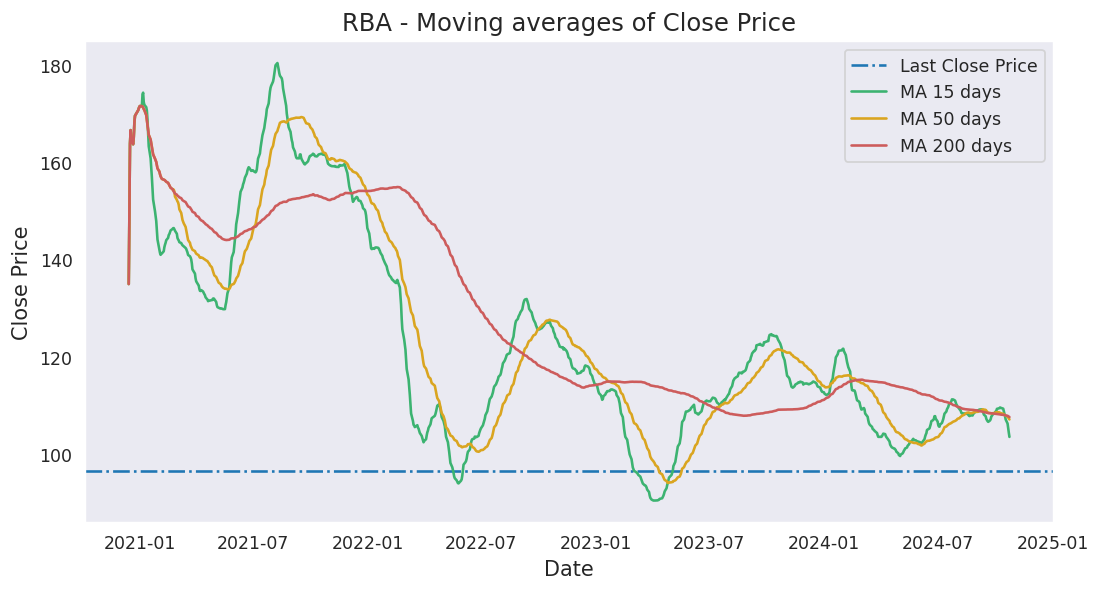 RBA - Moving averages of Close Price
Last Close Price
MA 15 days
MA 50 days
MA 200 days
Close Price
180
160
140
120
100
2021-01
2021-07
2022-01
2022-07
2023-01
2023-07
2024-01
2024-07
2025-01
Date